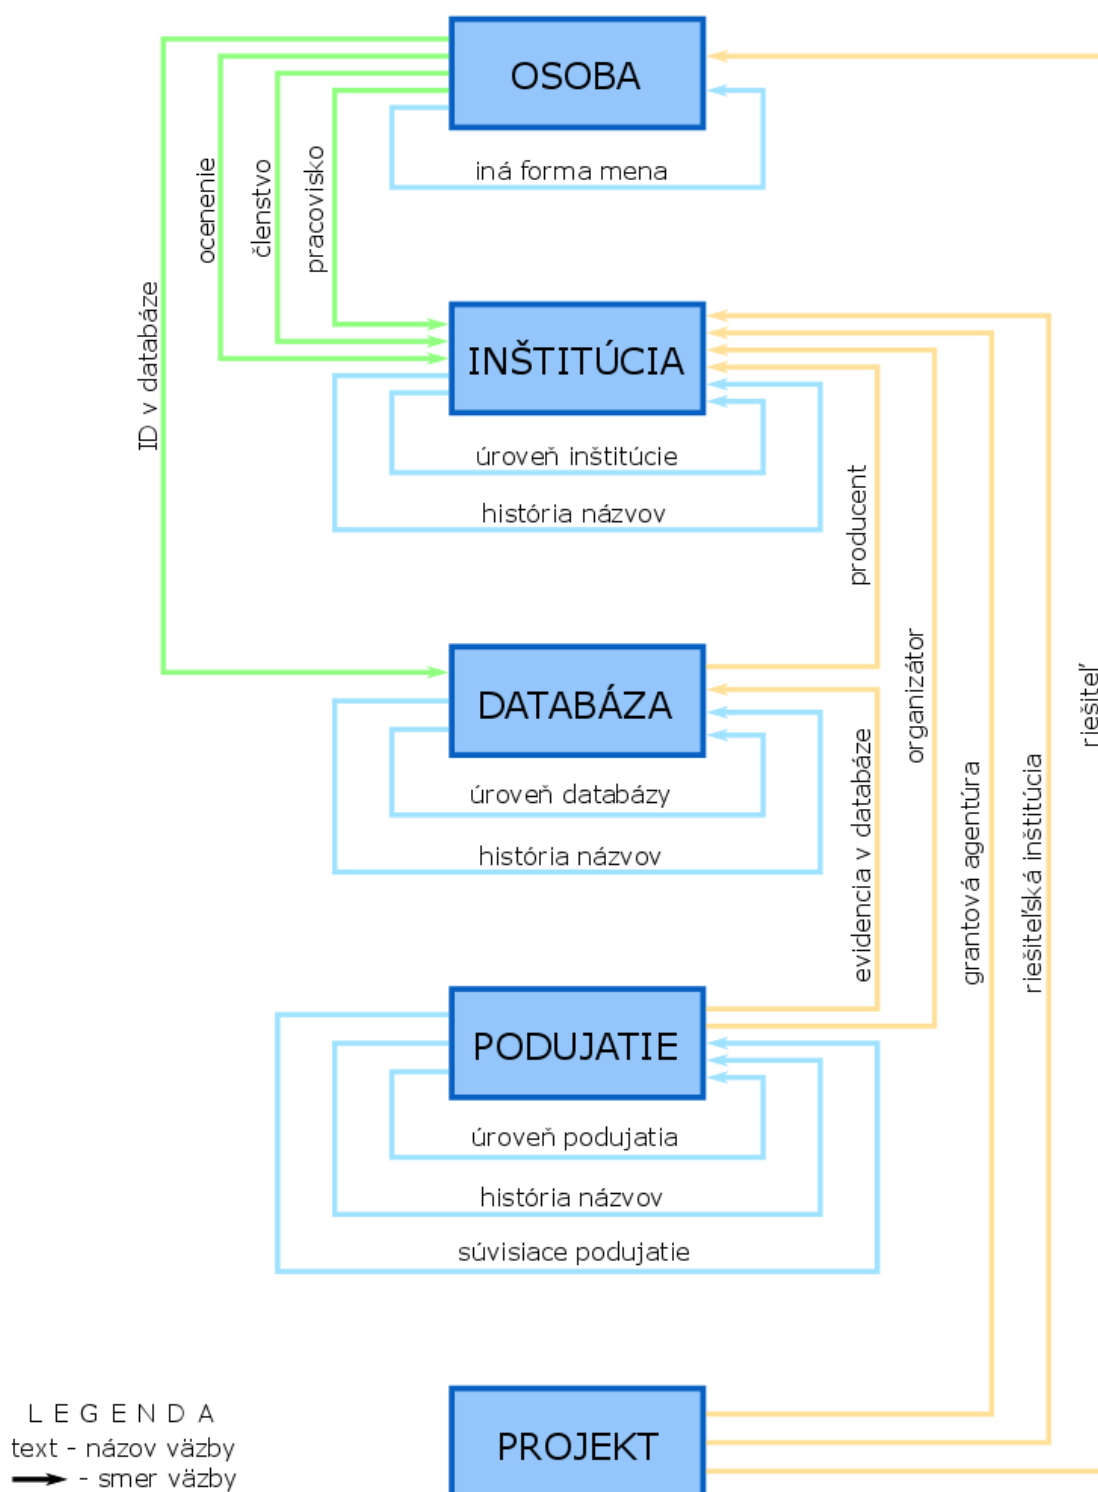 OSOBA
iná forma mena
ocenenie
členstvo
pracovisko
ID v databáze
INŠTITÚCIA
úroveň inštitúcie
história názvov
producent
organizátor
riešiteľ
DATABÁZA
úroveň databázy
história názvov
evidencia v databáze
grantová agentúra
riešiteľská inštitúcia
PODUJATIE
úroveň podujatia
história názvov
súvisiace podujatie
PROJEKT
L E G E N D A
text - názov väzby
- smer väzby